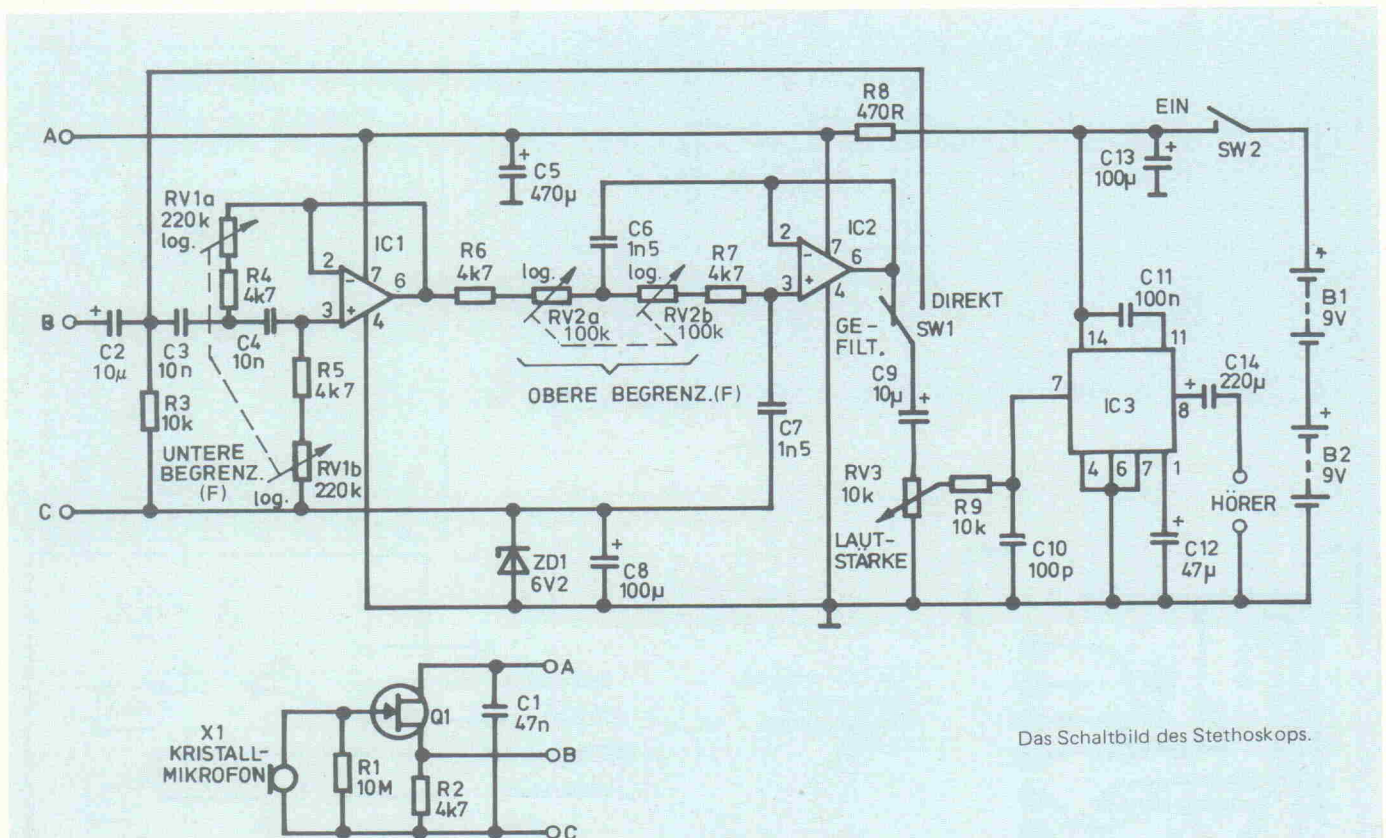 A
RV1a
220k
log.
R4
4k7
B
C2
10µ
C3
10n
C4
10n
R3
10k
UNTERE
BEGRENZ.
(F)
R5
4k7
RV1b
220k
log.
C
IC1
2
3
7
6
4
-
+
C5
470µ
+
R6
4k7
log.
RV2a
100k
C6
1n5
log.
RV2b
100k
R7
4k7
OBERE BEGRENZ.(F)
C7
1n5
ZD1
6V2
C8
100µ
+
R8
470R
IC2
2
3
7
6
4
-
+
DIREKT
SW1
GE-
FILT.
C9
10µ
+
RV3
10k
LAUT-
STÄRKE
R9
10k
C10
100p
EIN
SW2
C13
100µ
+
C11
100n
14
11
7
IC3
8
4
6
7
1
C14
220µ
+
C12
47µ
+
HÖRER
+
B1
9V
+
B2
9V
X1
KRISTALL-
MIKROFON
R1
10M
Q1
R2
4k7
C1
47n
A
B
C
Das Schaltbild des Stethoskops.